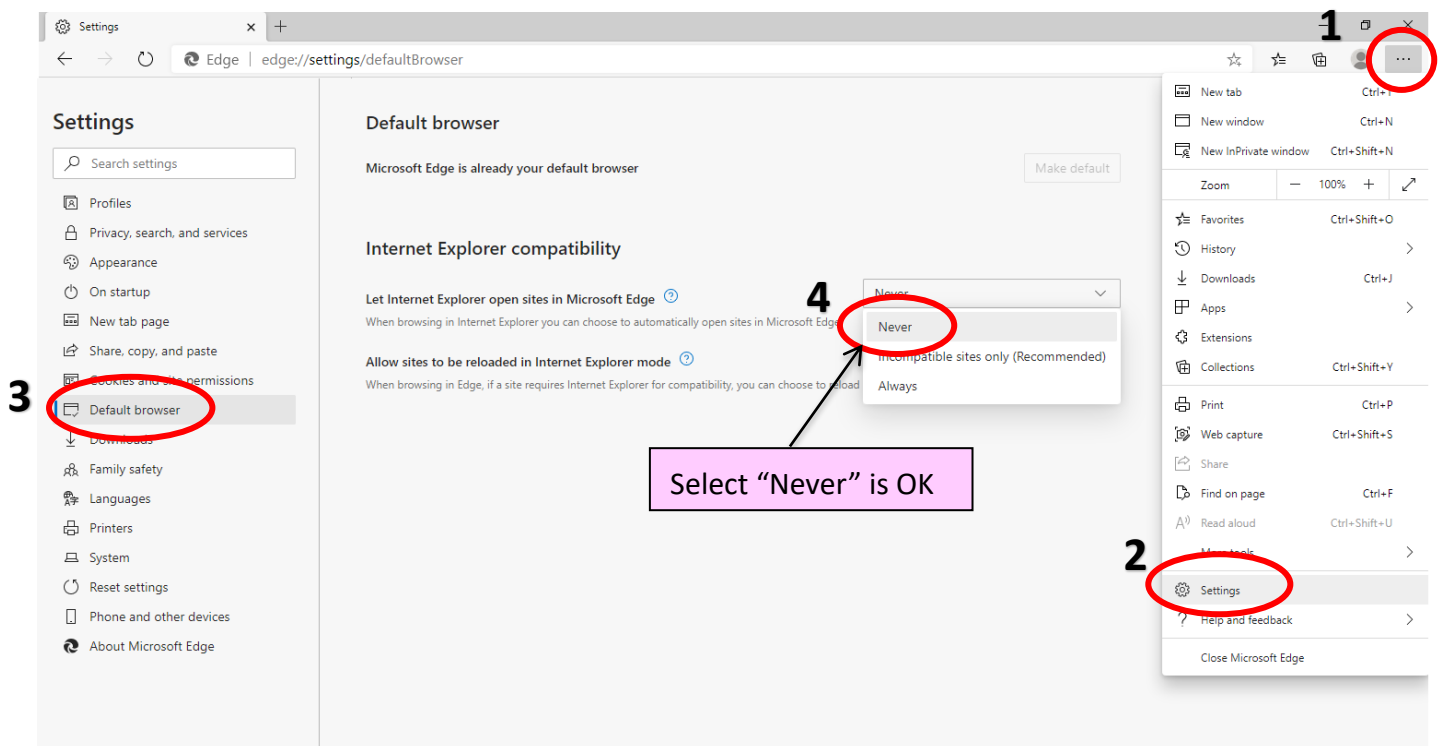 Settings
1
Edge | edge://settings/defaultBrowser
Settings
Search settings
Profiles
Privacy, search, and services
Appearance
On startup
New tab page
Share, copy, and paste
Cookies and site permissions
3
Default browser
Downloads
Family safety
Languages
Printers
System
Reset settings
Phone and other devices
About Microsoft Edge
Default browser
Microsoft Edge is already your default browser
Make default
Internet Explorer compatibility
Let Internet Explorer open sites in Microsoft Edge
When browsing in Internet Explorer you can choose to automatically open sites in Microsoft Edge
Allow sites to be reloaded in Internet Explorer mode
When browsing in Edge, if a site requires Internet Explorer for compatibility, you can choose to reload
4
Never
Never
Incompatible sites only (Recommended)
Always
Select “Never” is OK
New tab Ctrl+T
New window Ctrl+N
New InPrivate window Ctrl+Shift+N
Zoom — 100% +
Favorites Ctrl+Shift+O
History
Downloads Ctrl+J
Apps
Extensions
Collections Ctrl+Shift+Y
Print Ctrl+P
Web capture Ctrl+Shift+S
Share
Find on page Ctrl+F
Read aloud Ctrl+Shift+U
More tools
2
Settings
Help and feedback
Close Microsoft Edge